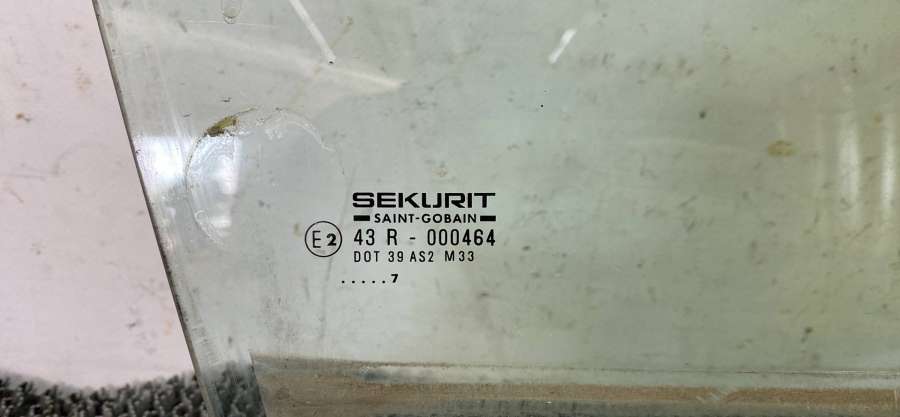 SEKURIT
SAINT-GOBAIN
E2 43 R - 000464
DOT 39 AS2 M33
.....7